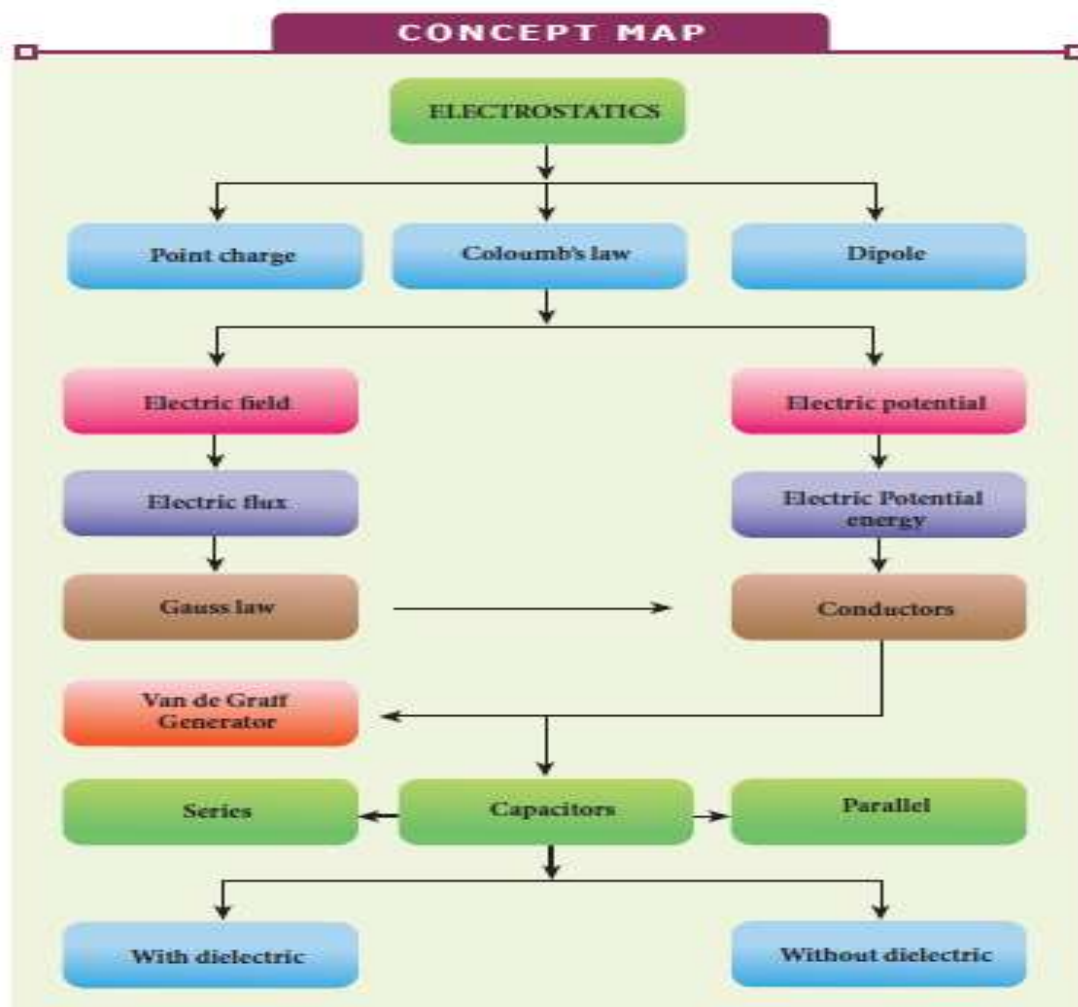 CONCEPT MAP
ELECTROSTATICS
Point charge
Coloumb's law
Dipole
Electric field
Electric potential
Electric flux
Electric Potential
energy
Gauss law
Conductors
Van de Graff
Generator
Series
Capacitors
Parallel
With dielectric
Without dielectric